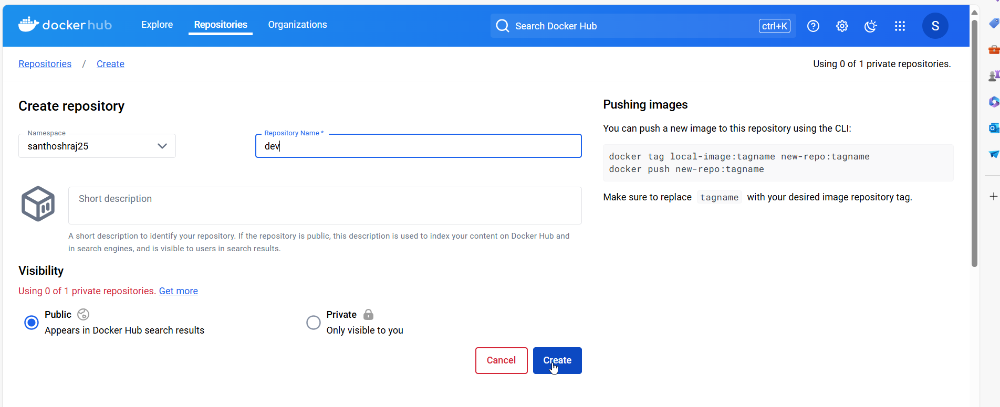 dockerhub Explore Repositories Organizations Search Docker Hub ctrl+K S
Repositories / Create Using 0 of 1 private repositories.
Create repository
Namespace
santhoshraj25
Repository Name *
dev
Short description
A short description to identify your repository. If the repository is public, this description is used to index your content on Docker Hub and
in search engines, and is visible to users in search results.
Visibility
Using 0 of 1 private repositories. Get more
Public
Appears in Docker Hub search results
Private
Only visible to you
Cancel Create
Pushing images
You can push a new image to this repository using the CLI:
docker tag local-image:tagname new-repo:tagname
docker push new-repo:tagname
Make sure to replace tagname with your desired image repository tag.